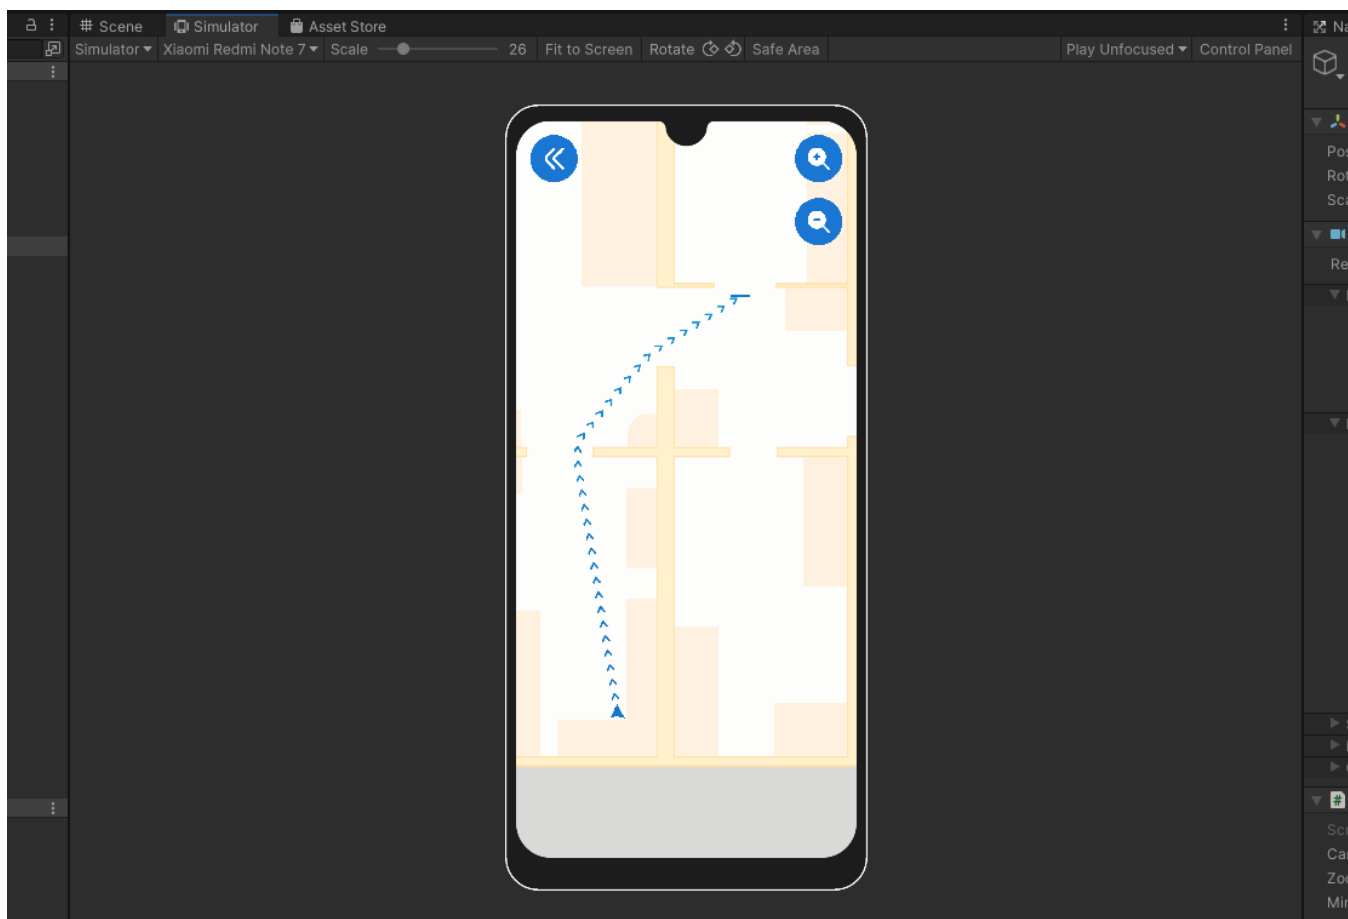 Scene
Simulator
Asset Store
Simulator
Xiaomi Redmi Note 7
Scale
26
Fit to Screen
Rotate
Safe Area
Play Unfocused
Control Panel